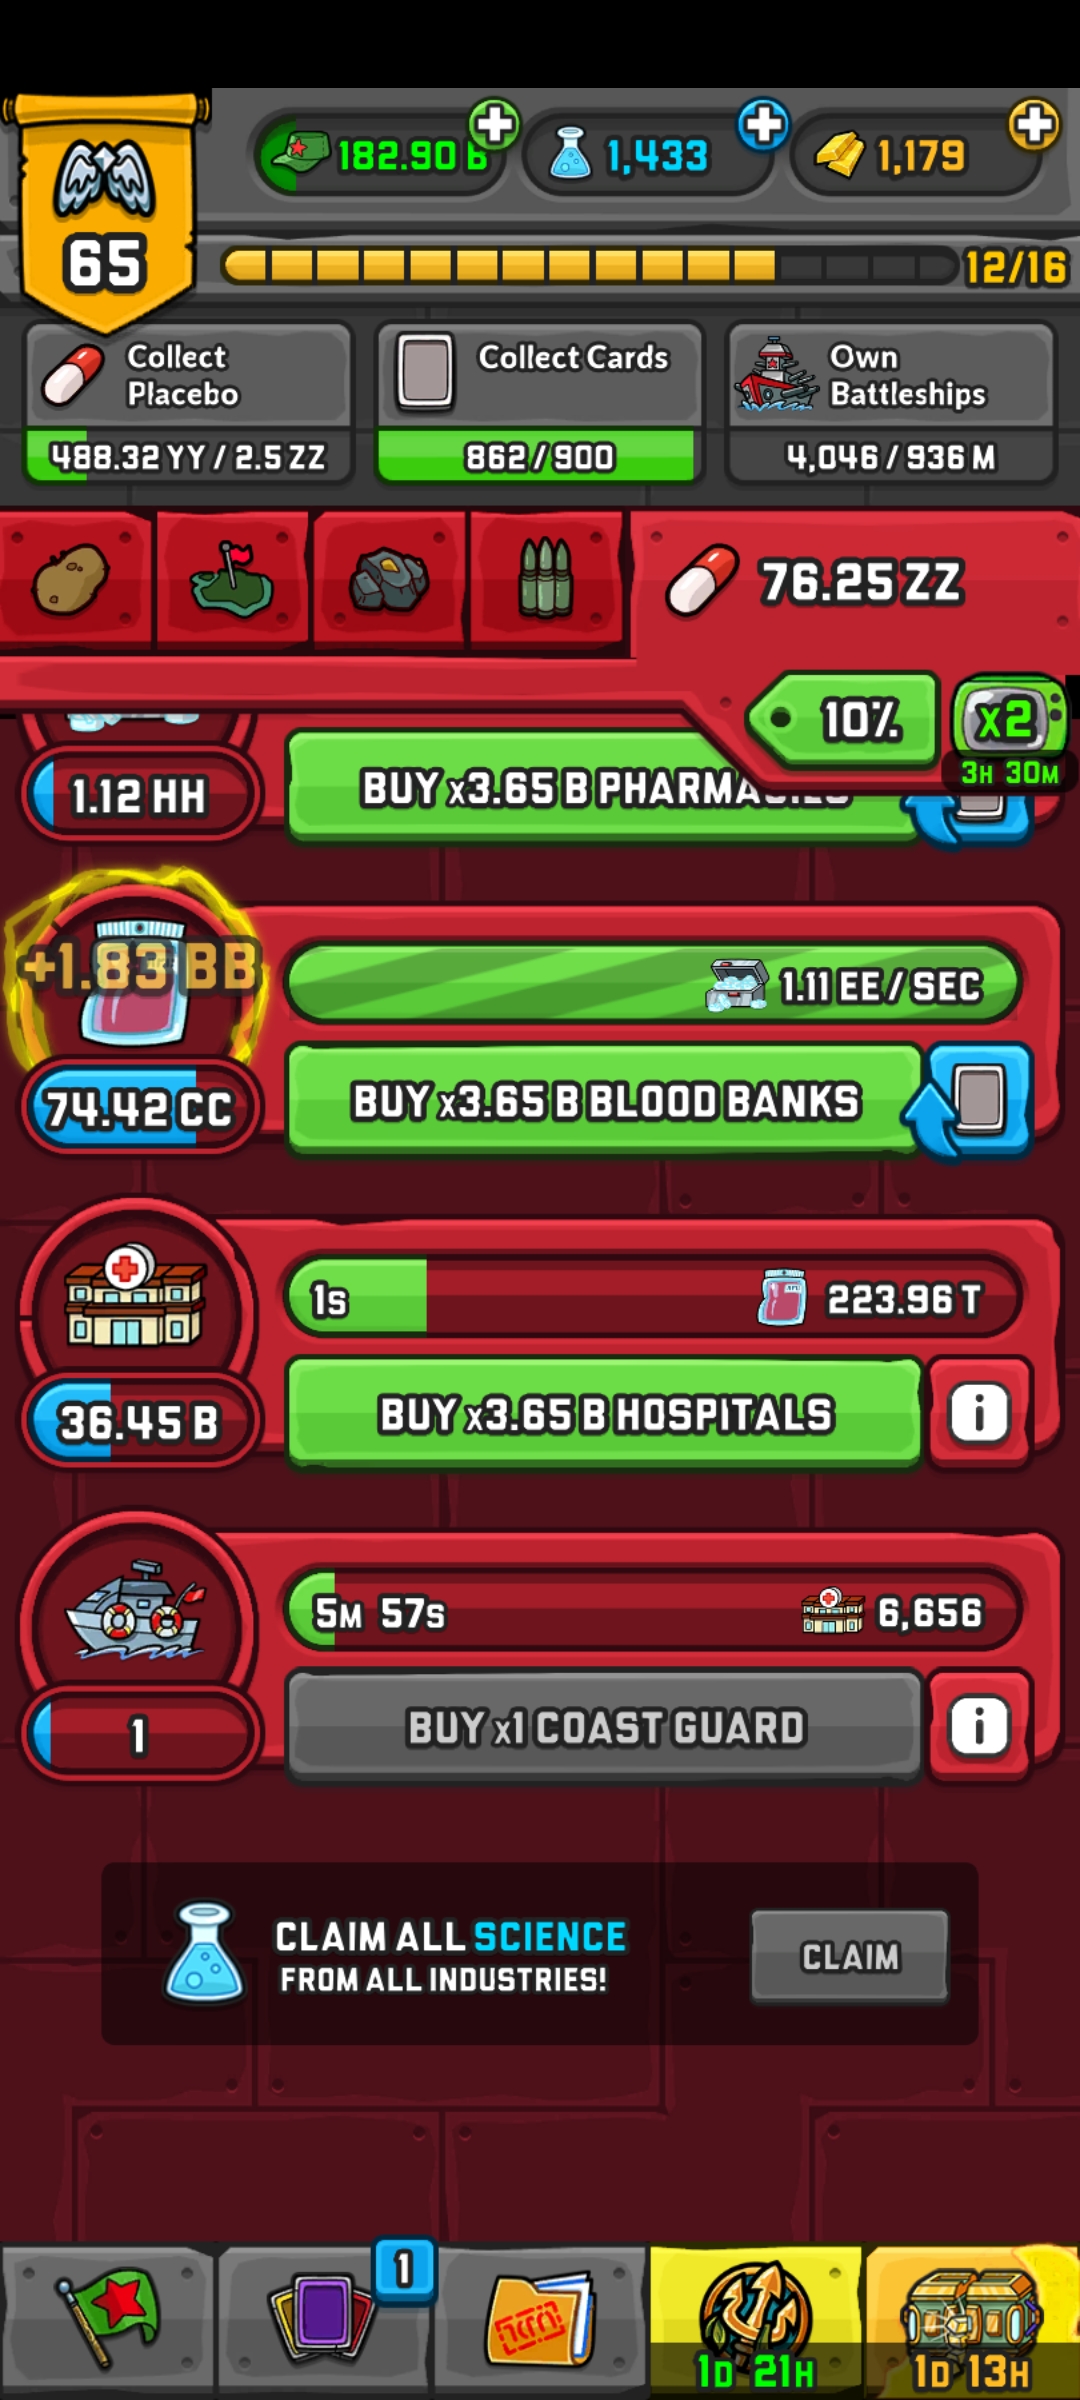 182.90 B
1,433
1,179
65
12/16
Collect
Placebo
Collect Cards
Own
Battleships
488.32 YY / 2.5 ZZ
862/900
4,046 / 936 M
76.25 ZZ
10%
x2
3H 30M
1.12 HH
BUY x3.65 B PHARMACIES
+1.83 BB
1.11 EE / SEC
74.42 CC
BUY x3.65 B BLOOD BANKS
1S
223.96 T
36.45 B
BUY x3.65 B HOSPITALS
i
5M 57S
6,656
1
BUY x1 COAST GUARD
i
CLAIM ALL SCIENCE
FROM ALL INDUSTRIES!
CLAIM
1
1D 21H
1D 13H